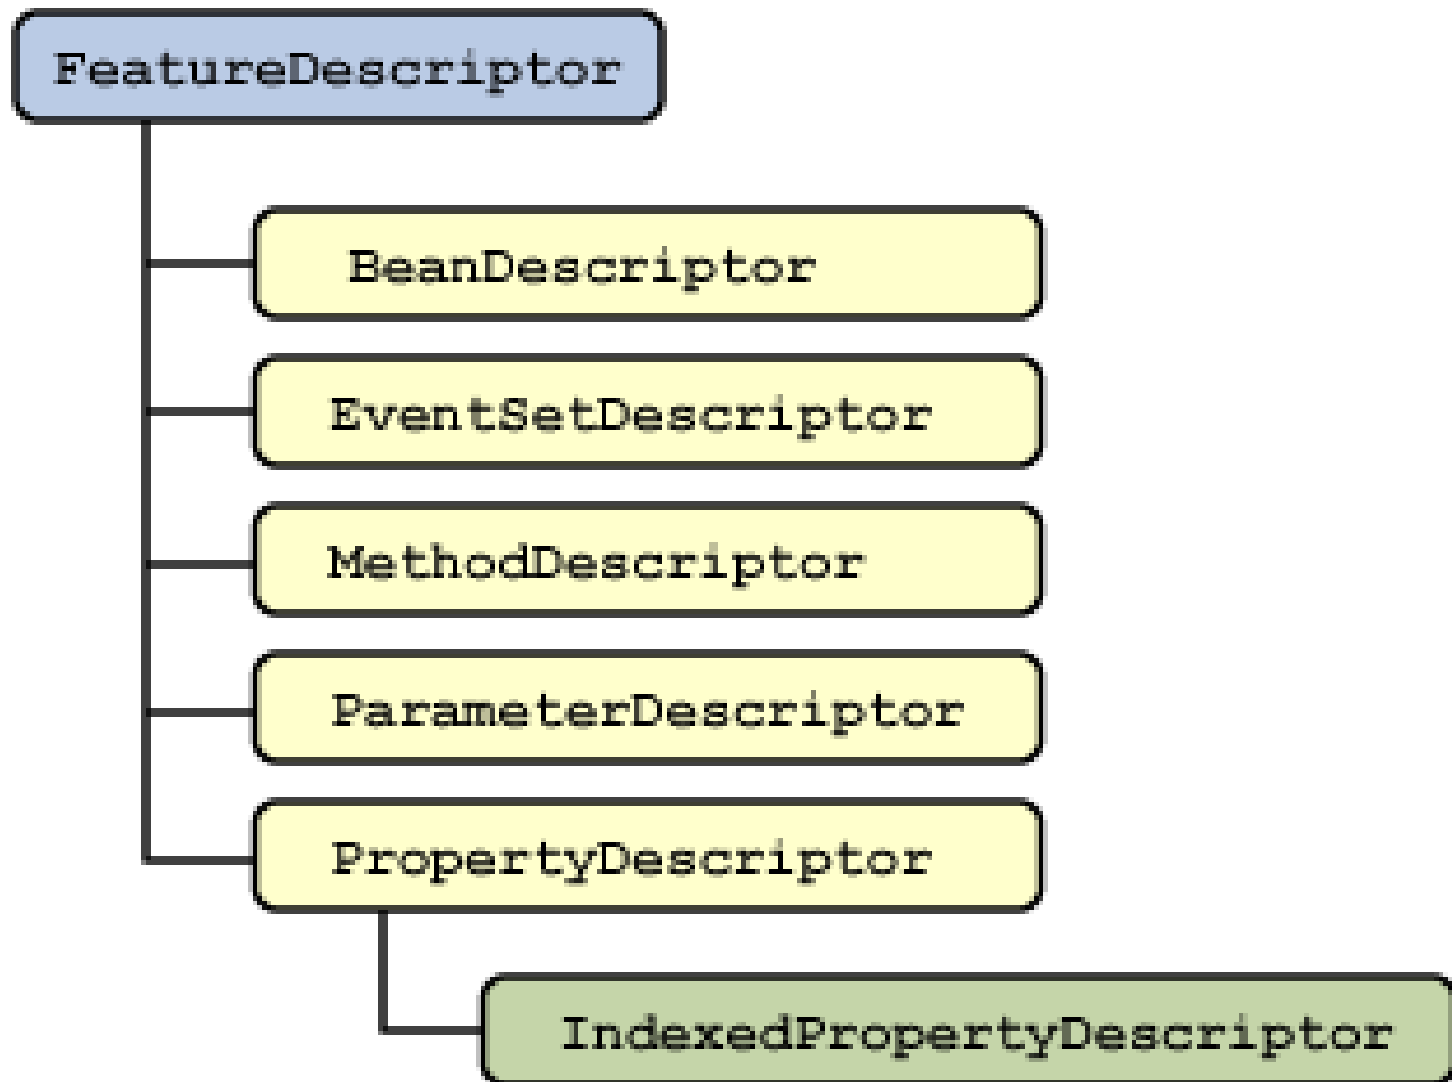 FeatureDescriptor
BeanDescriptor
EventSetDescriptor
MethodDescriptor
ParameterDescriptor
PropertyDescriptor
IndexedPropertyDescriptor